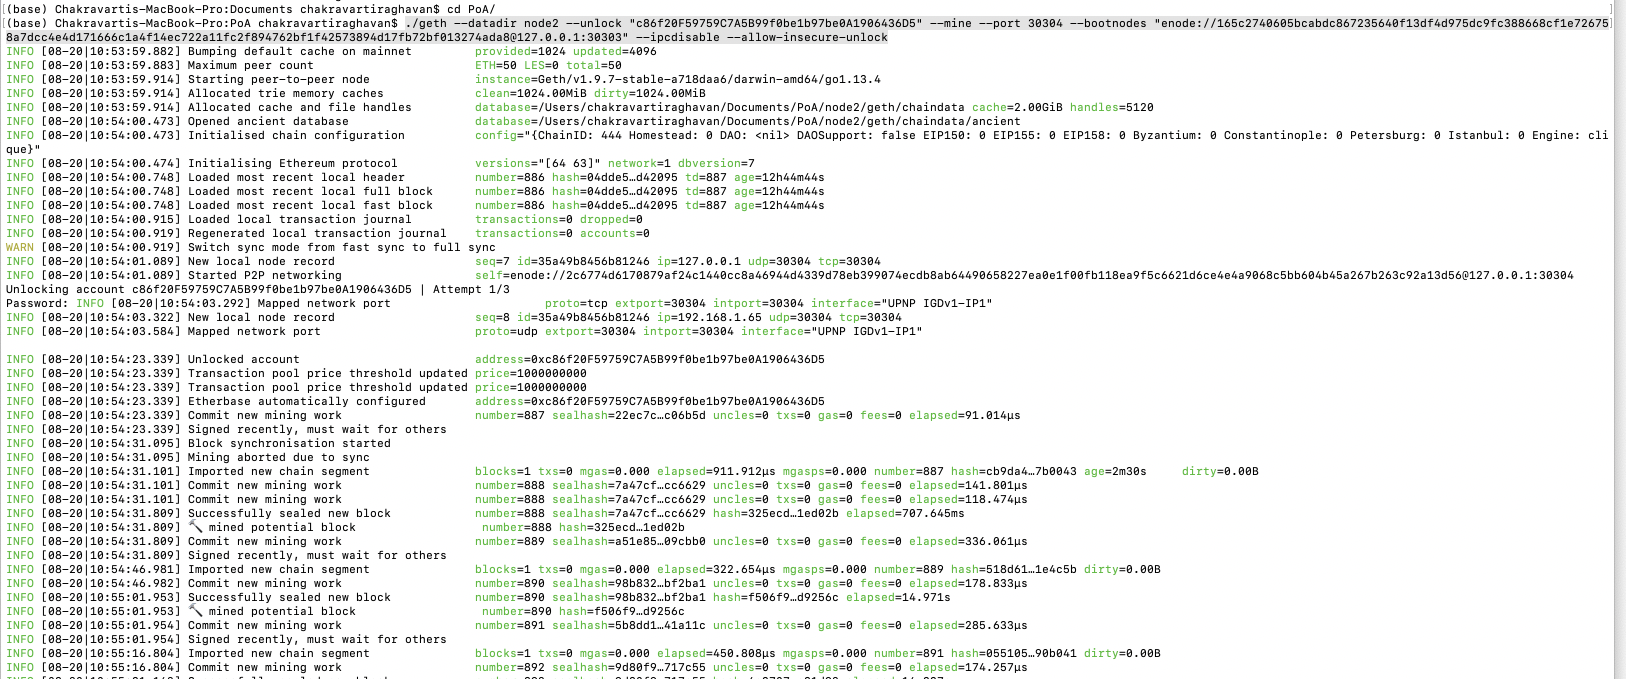 (base) Chakravartis-MacBook-Pro:Documents chakravartiraghavan$ cd PoA/
(base) Chakravartis-MacBook-Pro:PoA chakravartiraghavan$ ./geth --datadir node2 --unlock "c86f20F59759C7A5B99f0be1b97be0A1906436D5" --mine --port 30304 --bootnodes "enode://165c2740605bcabdc867235640f13df4d975dc9fc388668cf1e72675
8a7dcc4e4d171666c1a4f14ec722a11fc2f894762bf1f42573894d17fb72bf013274ada8@127.0.0.1:30303" --ipcdisable --allow-insecure-unlock
INFO [08-20|10:53:59.882] Bumping default cache on mainnet provided=1024 updated=4096
INFO [08-20|10:53:59.883] Maximum peer count ETH=50 LES=0 total=50
INFO [08-20|10:53:59.914] Starting peer-to-peer node instance=Geth/v1.9.7-stable-a718daa6/darwin-amd64/go1.13.4
INFO [08-20|10:53:59.914] Allocated trie memory caches clean=1024.00MiB dirty=1024.00MiB
INFO [08-20|10:53:59.914] Allocated cache and file handles database=/Users/chakravartiraghavan/Documents/PoA/node2/geth/chaindata cache=2.00GiB handles=5120
INFO [08-20|10:54:00.473] Opened ancient database database=/Users/chakravartiraghavan/Documents/PoA/node2/geth/chaindata/ancient
INFO [08-20|10:54:00.473] Initialised chain configuration config="{ChainID: 444 Homestead: 0 DAO: <nil> DAOSupport: false EIP150: 0 EIP155: 0 EIP158: 0 Byzantium: 0 Constantinople: 0 Petersburg: 0 Istanbul: 0 Engine: cli
que}"
INFO [08-20|10:54:00.474] Initialising Ethereum protocol versions="[64 63]" network=1 dbversion=7
INFO [08-20|10:54:00.748] Loaded most recent local header number=886 hash=04dde5…d42095 td=887 age=12h44m44s
INFO [08-20|10:54:00.748] Loaded most recent local full block number=886 hash=04dde5…d42095 td=887 age=12h44m44s
INFO [08-20|10:54:00.748] Loaded most recent local fast block number=886 hash=04dde5…d42095 td=887 age=12h44m44s
INFO [08-20|10:54:00.915] Loaded local transaction journal transactions=0 dropped=0
INFO [08-20|10:54:00.919] Regenerated local transaction journal transactions=0 accounts=0
WARN [08-20|10:54:00.919] Switch sync mode from fast sync to full sync
INFO [08-20|10:54:01.089] New local node record seq=7 id=35a49b8456b81246 ip=127.0.0.1 udp=30304 tcp=30304
INFO [08-20|10:54:01.089] Started P2P networking self=enode://2c6774d6170879af24c1440cc8a46944d4339d78eb399074ecdb8ab64490658227ea0e1f00fb118ea9f5c6621d6ce4e4a9068c5bb604b45a267b263c92a13d56@127.0.0.1:30304
Unlocking account c86f20F59759C7A5B99f0be1b97be0A1906436D5 | Attempt 1/3
Password: INFO [08-20|10:54:03.292] Mapped network port proto=tcp extport=30304 intport=30304 interface="UPNP IGDv1-IP1"
INFO [08-20|10:54:03.322] New local node record seq=8 id=35a49b8456b81246 ip=192.168.1.65 udp=30304 tcp=30304
INFO [08-20|10:54:03.584] Mapped network port proto=udp extport=30304 intport=30304 interface="UPNP IGDv1-IP1"
INFO [08-20|10:54:23.339] Unlocked account address=0xc86f20F59759C7A5B99f0be1b97be0A1906436D5
INFO [08-20|10:54:23.339] Transaction pool price threshold updated price=1000000000
INFO [08-20|10:54:23.339] Transaction pool price threshold updated price=1000000000
INFO [08-20|10:54:23.339] Etherbase automatically configured address=0xc86f20F59759C7A5B99f0be1b97be0A1906436D5
INFO [08-20|10:54:23.339] Commit new mining work number=887 sealhash=22ec7c…c06b5d uncles=0 txs=0 gas=0 fees=0 elapsed=91.014µs
INFO [08-20|10:54:23.339] Signed recently, must wait for others
INFO [08-20|10:54:31.095] Block synchronisation started
INFO [08-20|10:54:31.095] Mining aborted due to sync
INFO [08-20|10:54:31.101] Imported new chain segment blocks=1 txs=0 mgas=0.000 elapsed=911.912µs mgasps=0.000 number=887 hash=cb9da4…7b0043 age=2m30s dirty=0.00B
INFO [08-20|10:54:31.101] Commit new mining work number=888 sealhash=7a47cf…cc6629 uncles=0 txs=0 gas=0 fees=0 elapsed=141.801µs
INFO [08-20|10:54:31.101] Commit new mining work number=888 sealhash=7a47cf…cc6629 uncles=0 txs=0 gas=0 fees=0 elapsed=118.474µs
INFO [08-20|10:54:31.809] Successfully sealed new block number=888 sealhash=7a47cf…cc6629 hash=325ecd…1ed02b elapsed=707.645ms
INFO [08-20|10:54:31.809] 🔨 mined potential block number=888 hash=325ecd…1ed02b
INFO [08-20|10:54:31.809] Commit new mining work number=889 sealhash=a51e85…09cbb0 uncles=0 txs=0 gas=0 fees=0 elapsed=336.061µs
INFO [08-20|10:54:31.809] Signed recently, must wait for others
INFO [08-20|10:54:46.981] Imported new chain segment blocks=1 txs=0 mgas=0.000 elapsed=322.654µs mgasps=0.000 number=889 hash=518d61…1e4c5b dirty=0.00B
INFO [08-20|10:54:46.982] Commit new mining work number=890 sealhash=98b832…bf2ba1 uncles=0 txs=0 gas=0 fees=0 elapsed=178.833µs
INFO [08-20|10:55:01.953] Successfully sealed new block number=890 sealhash=98b832…bf2ba1 hash=f506f9…d9256c elapsed=14.971s
INFO [08-20|10:55:01.953] 🔨 mined potential block number=890 hash=f506f9…d9256c
INFO [08-20|10:55:01.954] Commit new mining work number=891 sealhash=5b8dd1…41a11c uncles=0 txs=0 gas=0 fees=0 elapsed=285.633µs
INFO [08-20|10:55:01.954] Signed recently, must wait for others
INFO [08-20|10:55:16.804] Imported new chain segment blocks=1 txs=0 mgas=0.000 elapsed=450.808µs mgasps=0.000 number=891 hash=055105…90b041 dirty=0.00B
INFO [08-20|10:55:16.804] Commit new mining work number=892 sealhash=9d80f9…717c55 uncles=0 txs=0 gas=0 fees=0 elapsed=174.257µs